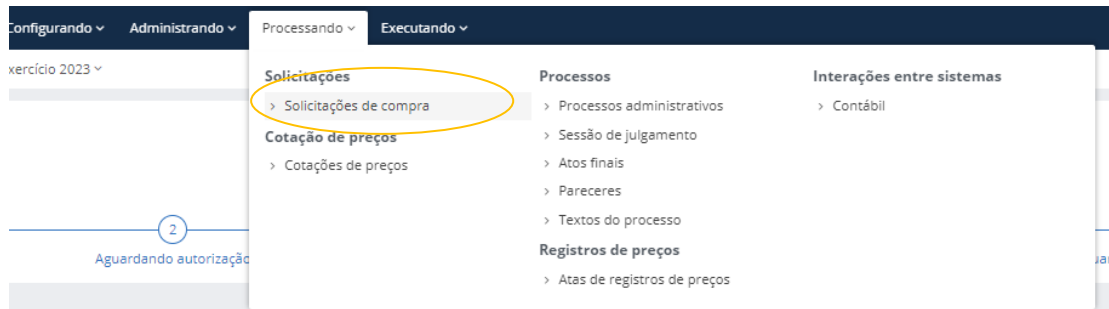 Configurando Administrando Processando Executando
xercício 2023
Solicitações
Solicitações de compra
Cotação de preços
Cotações de preços
Processos
Processos administrativos
Sessão de julgamento
Atos finais
Pareceres
Textos do processo
Registros de preços
Atas de registros de preços
Interações entre sistemas
Contábil
2
Aguardando autorização